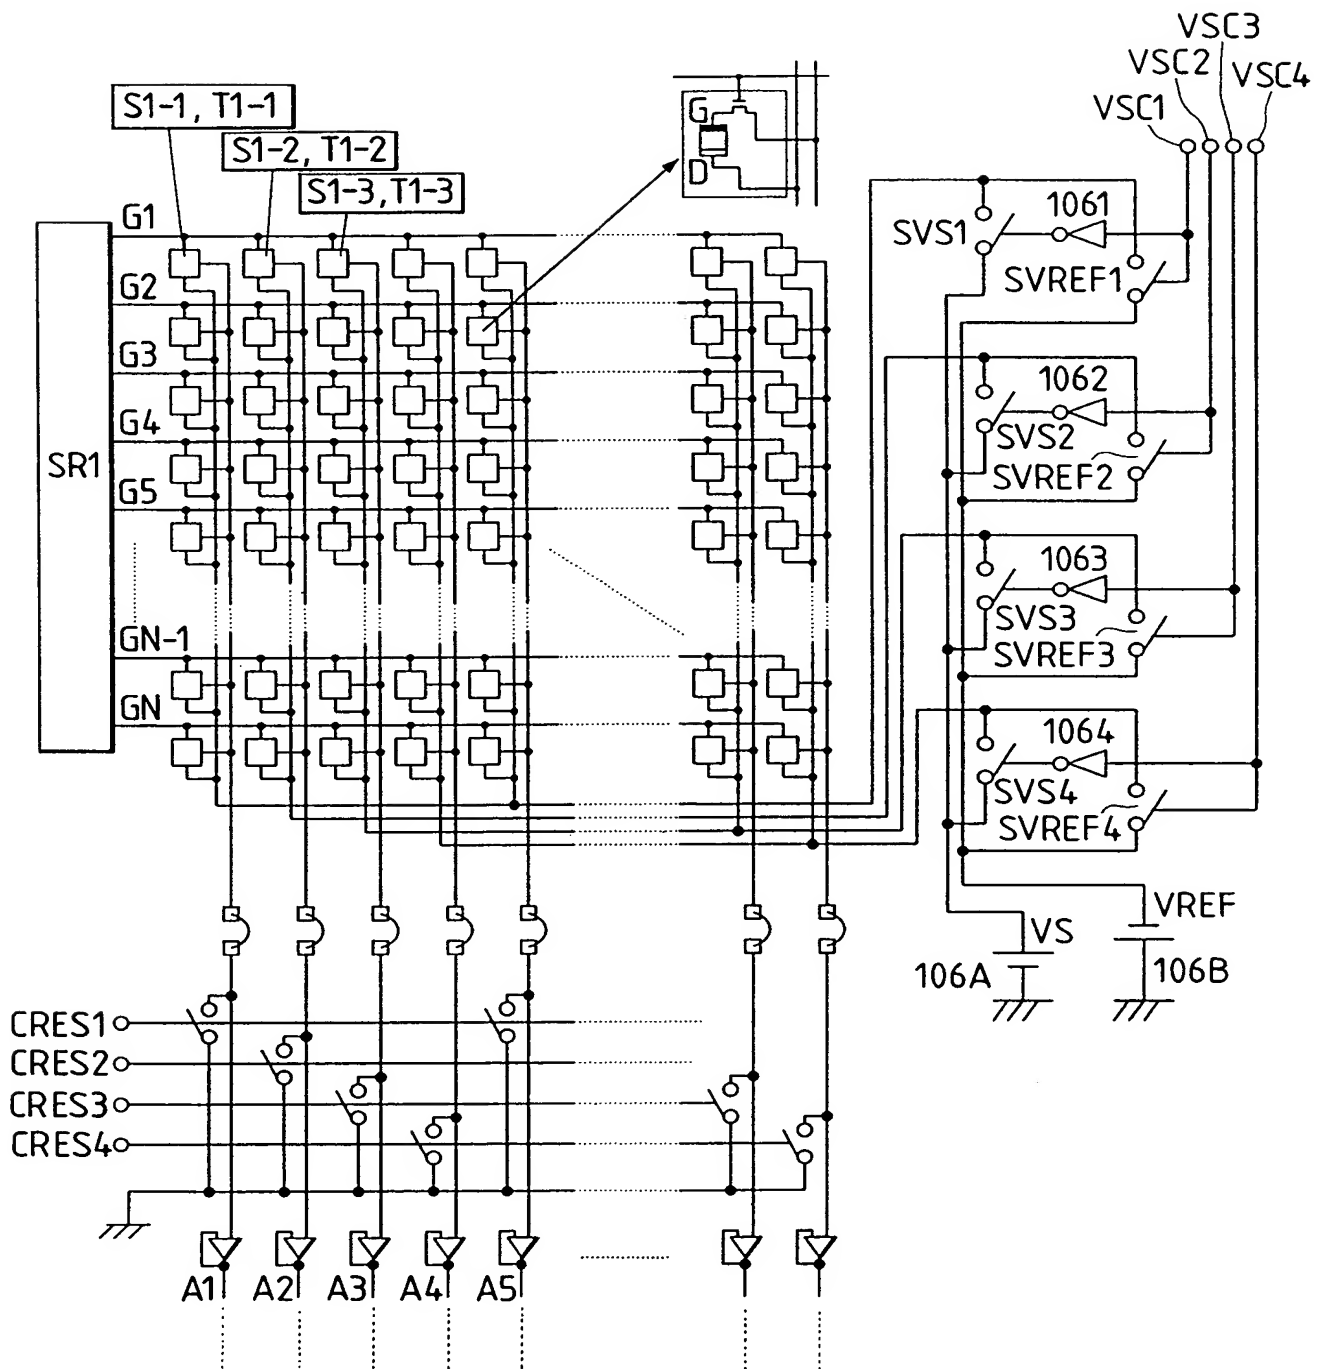 VSC3
VSC2
VSC4
VSC1
S1-1, T1-1
S1-2, T1-2
S1-3, T1-3
G
D
G1
G2
G3
G4
G5
GN-1
GN
SR1
SVS1
1061
SVREF1
1062
SVS2
SVREF2
1063
SVS3
SVREF3
1064
SVS4
SVREF4
VS
VREF
106A
106B
CRES1
CRES2
CRES3
CRES4
A1
A2
A3
A4
A5